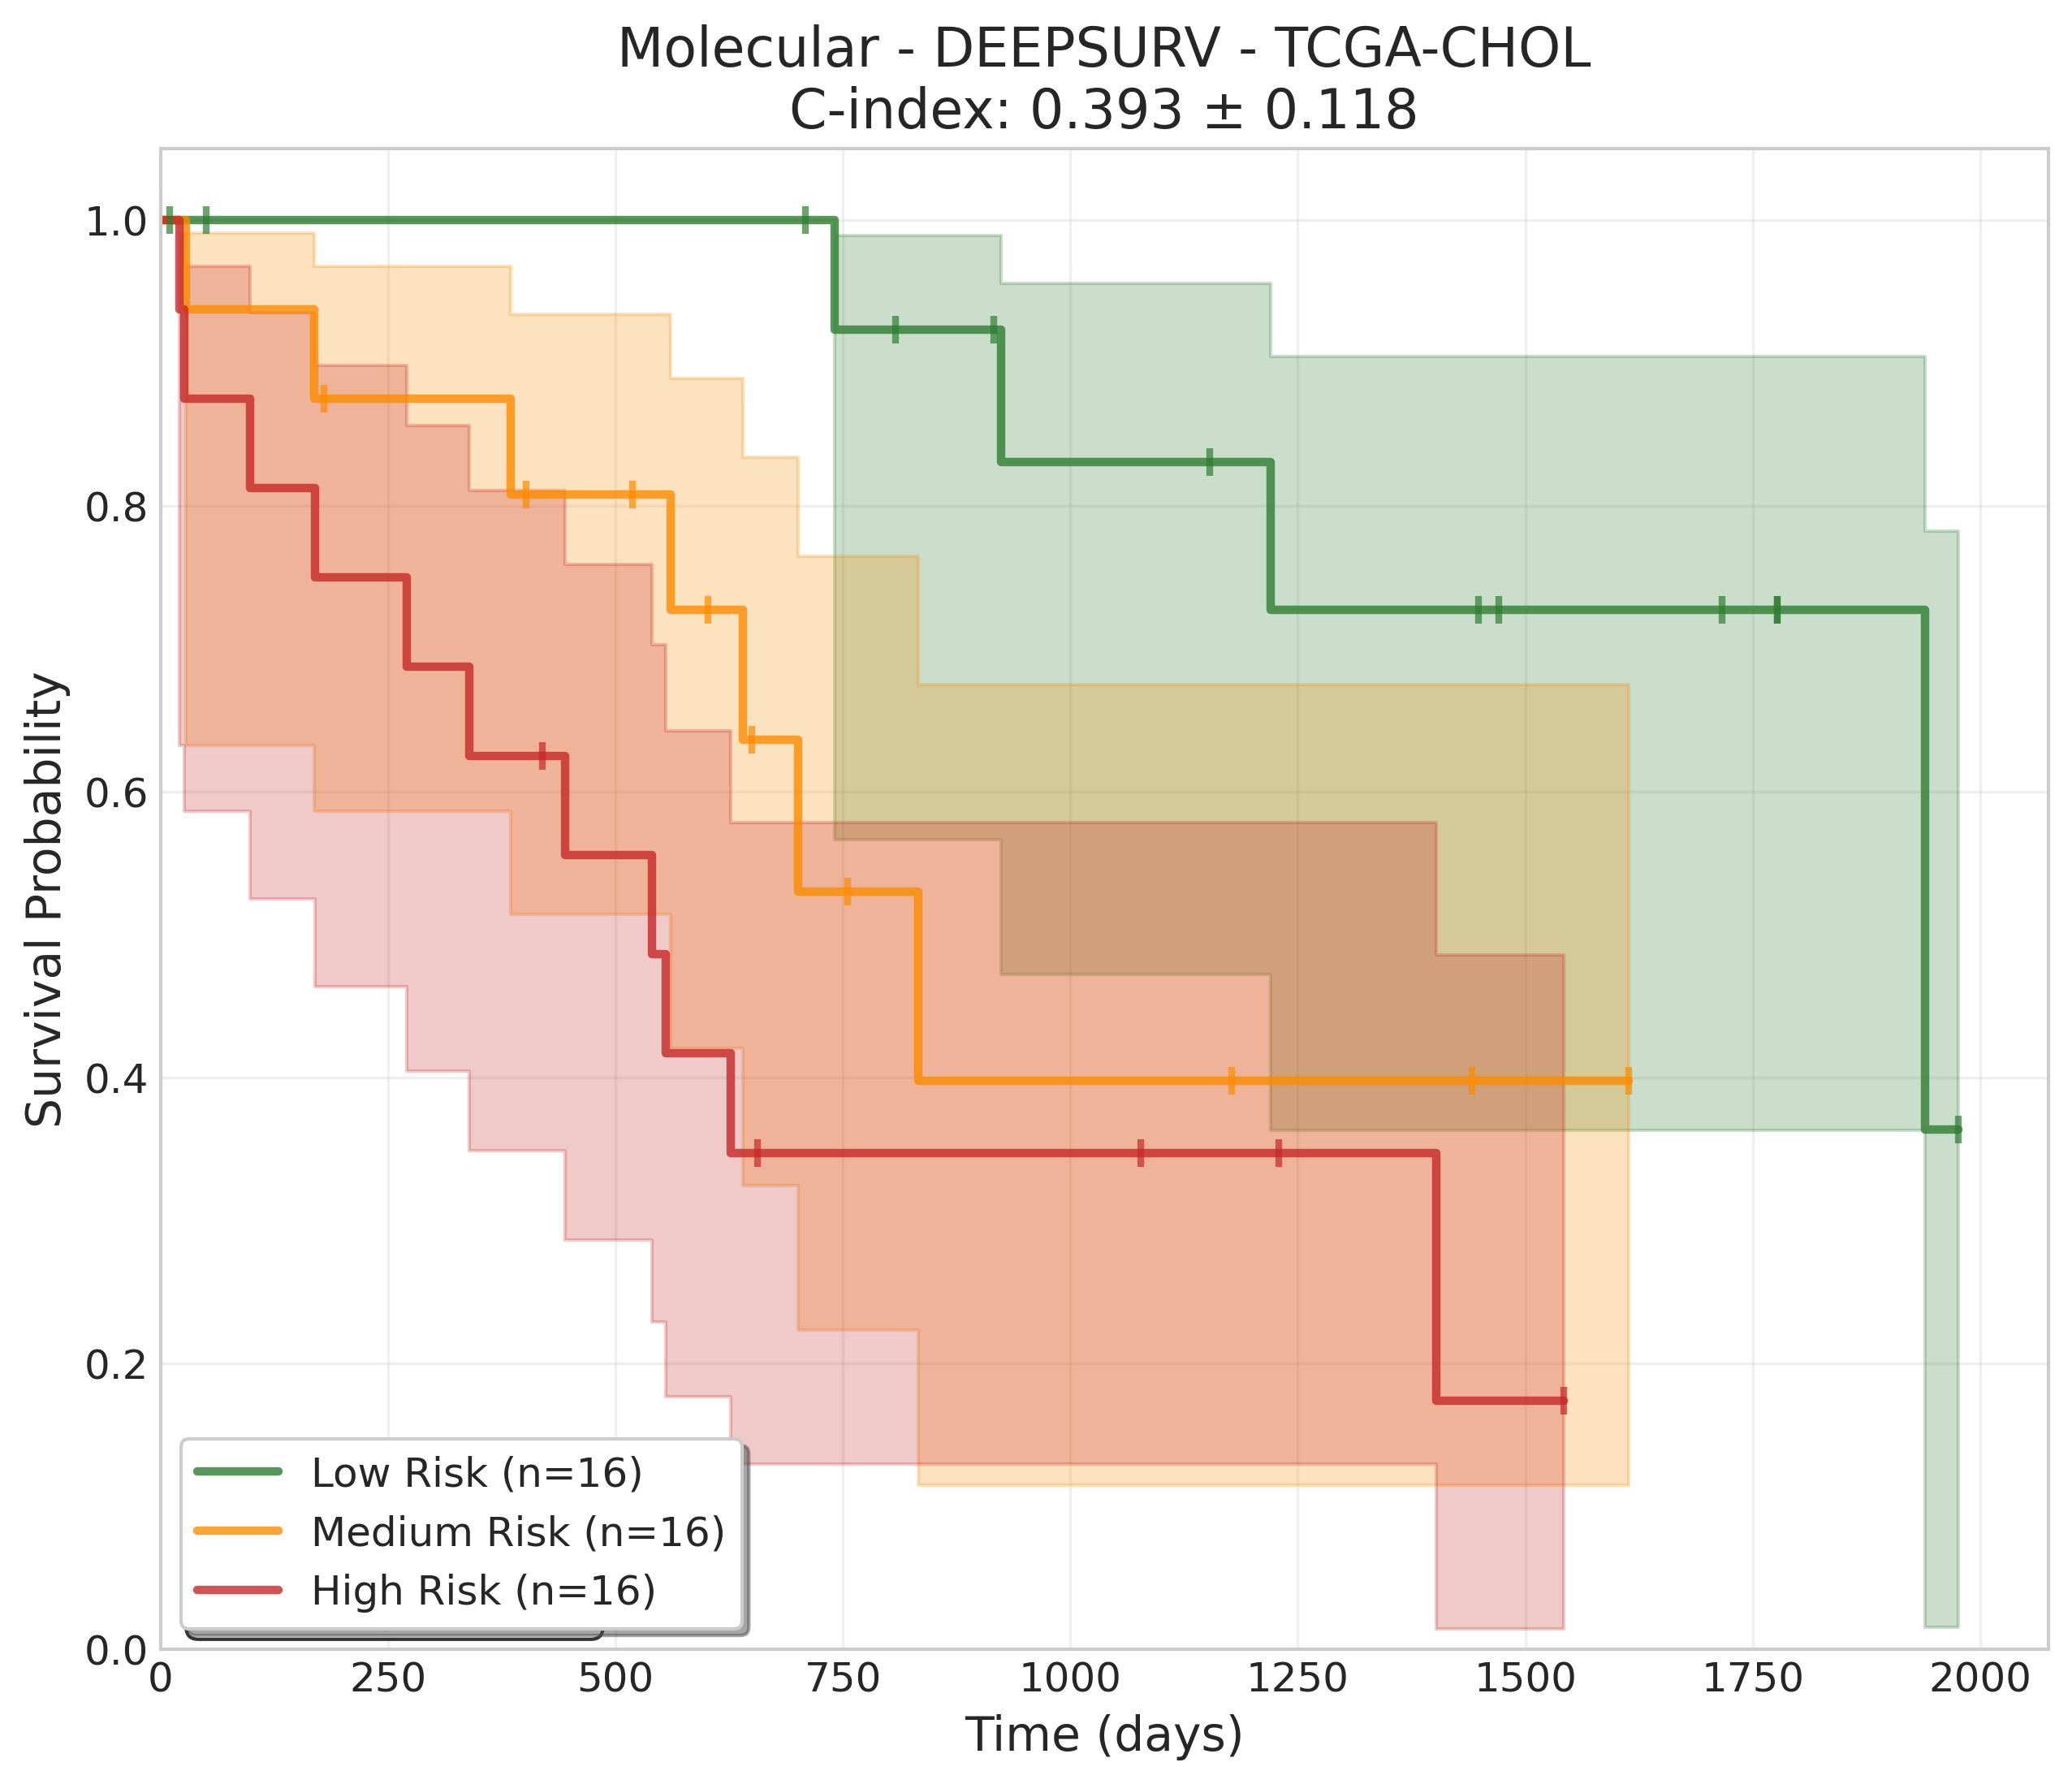 Molecular - DEEPSURV - TCGA-CHOL
C-index: 0.393 ± 0.118
Survival Probability
1.0
0.8
0.6
0.4
0.2
0.0
Low Risk (n=16)
Medium Risk (n=16)
High Risk (n=16)
0 250 500 750 1000 1250 1500 1750 2000
Time (days)